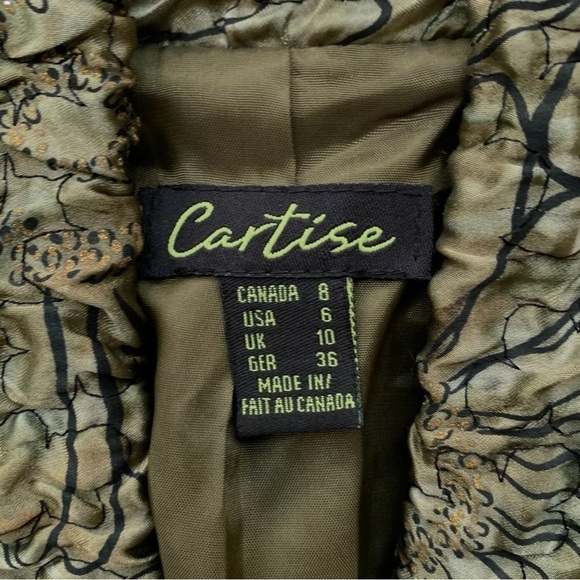 Cartise
CANADA 8
USA 6
UK 10
GER 36
MADE IN/
FAIT AU CANADA